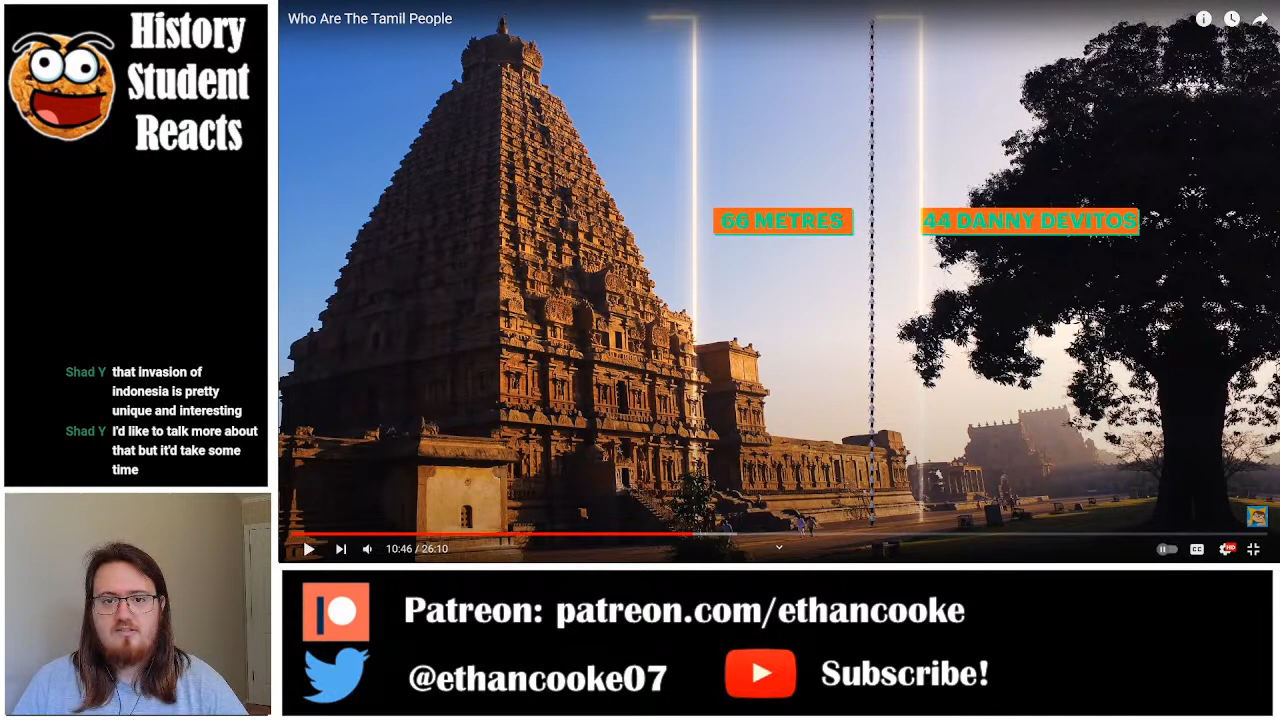 History
Student
Reacts
Who Are The Tamil People
66 METRES
44 DANNY DEVITOS
Shad Y that invasion of
indonesia is pretty
unique and interesting
Shad Y I'd like to talk more about
that but it'd take some
time
10:46 / 26:10
CC
HD
Patreon: patreon.com/ethancooke
@ethancooke07
Subscribe!